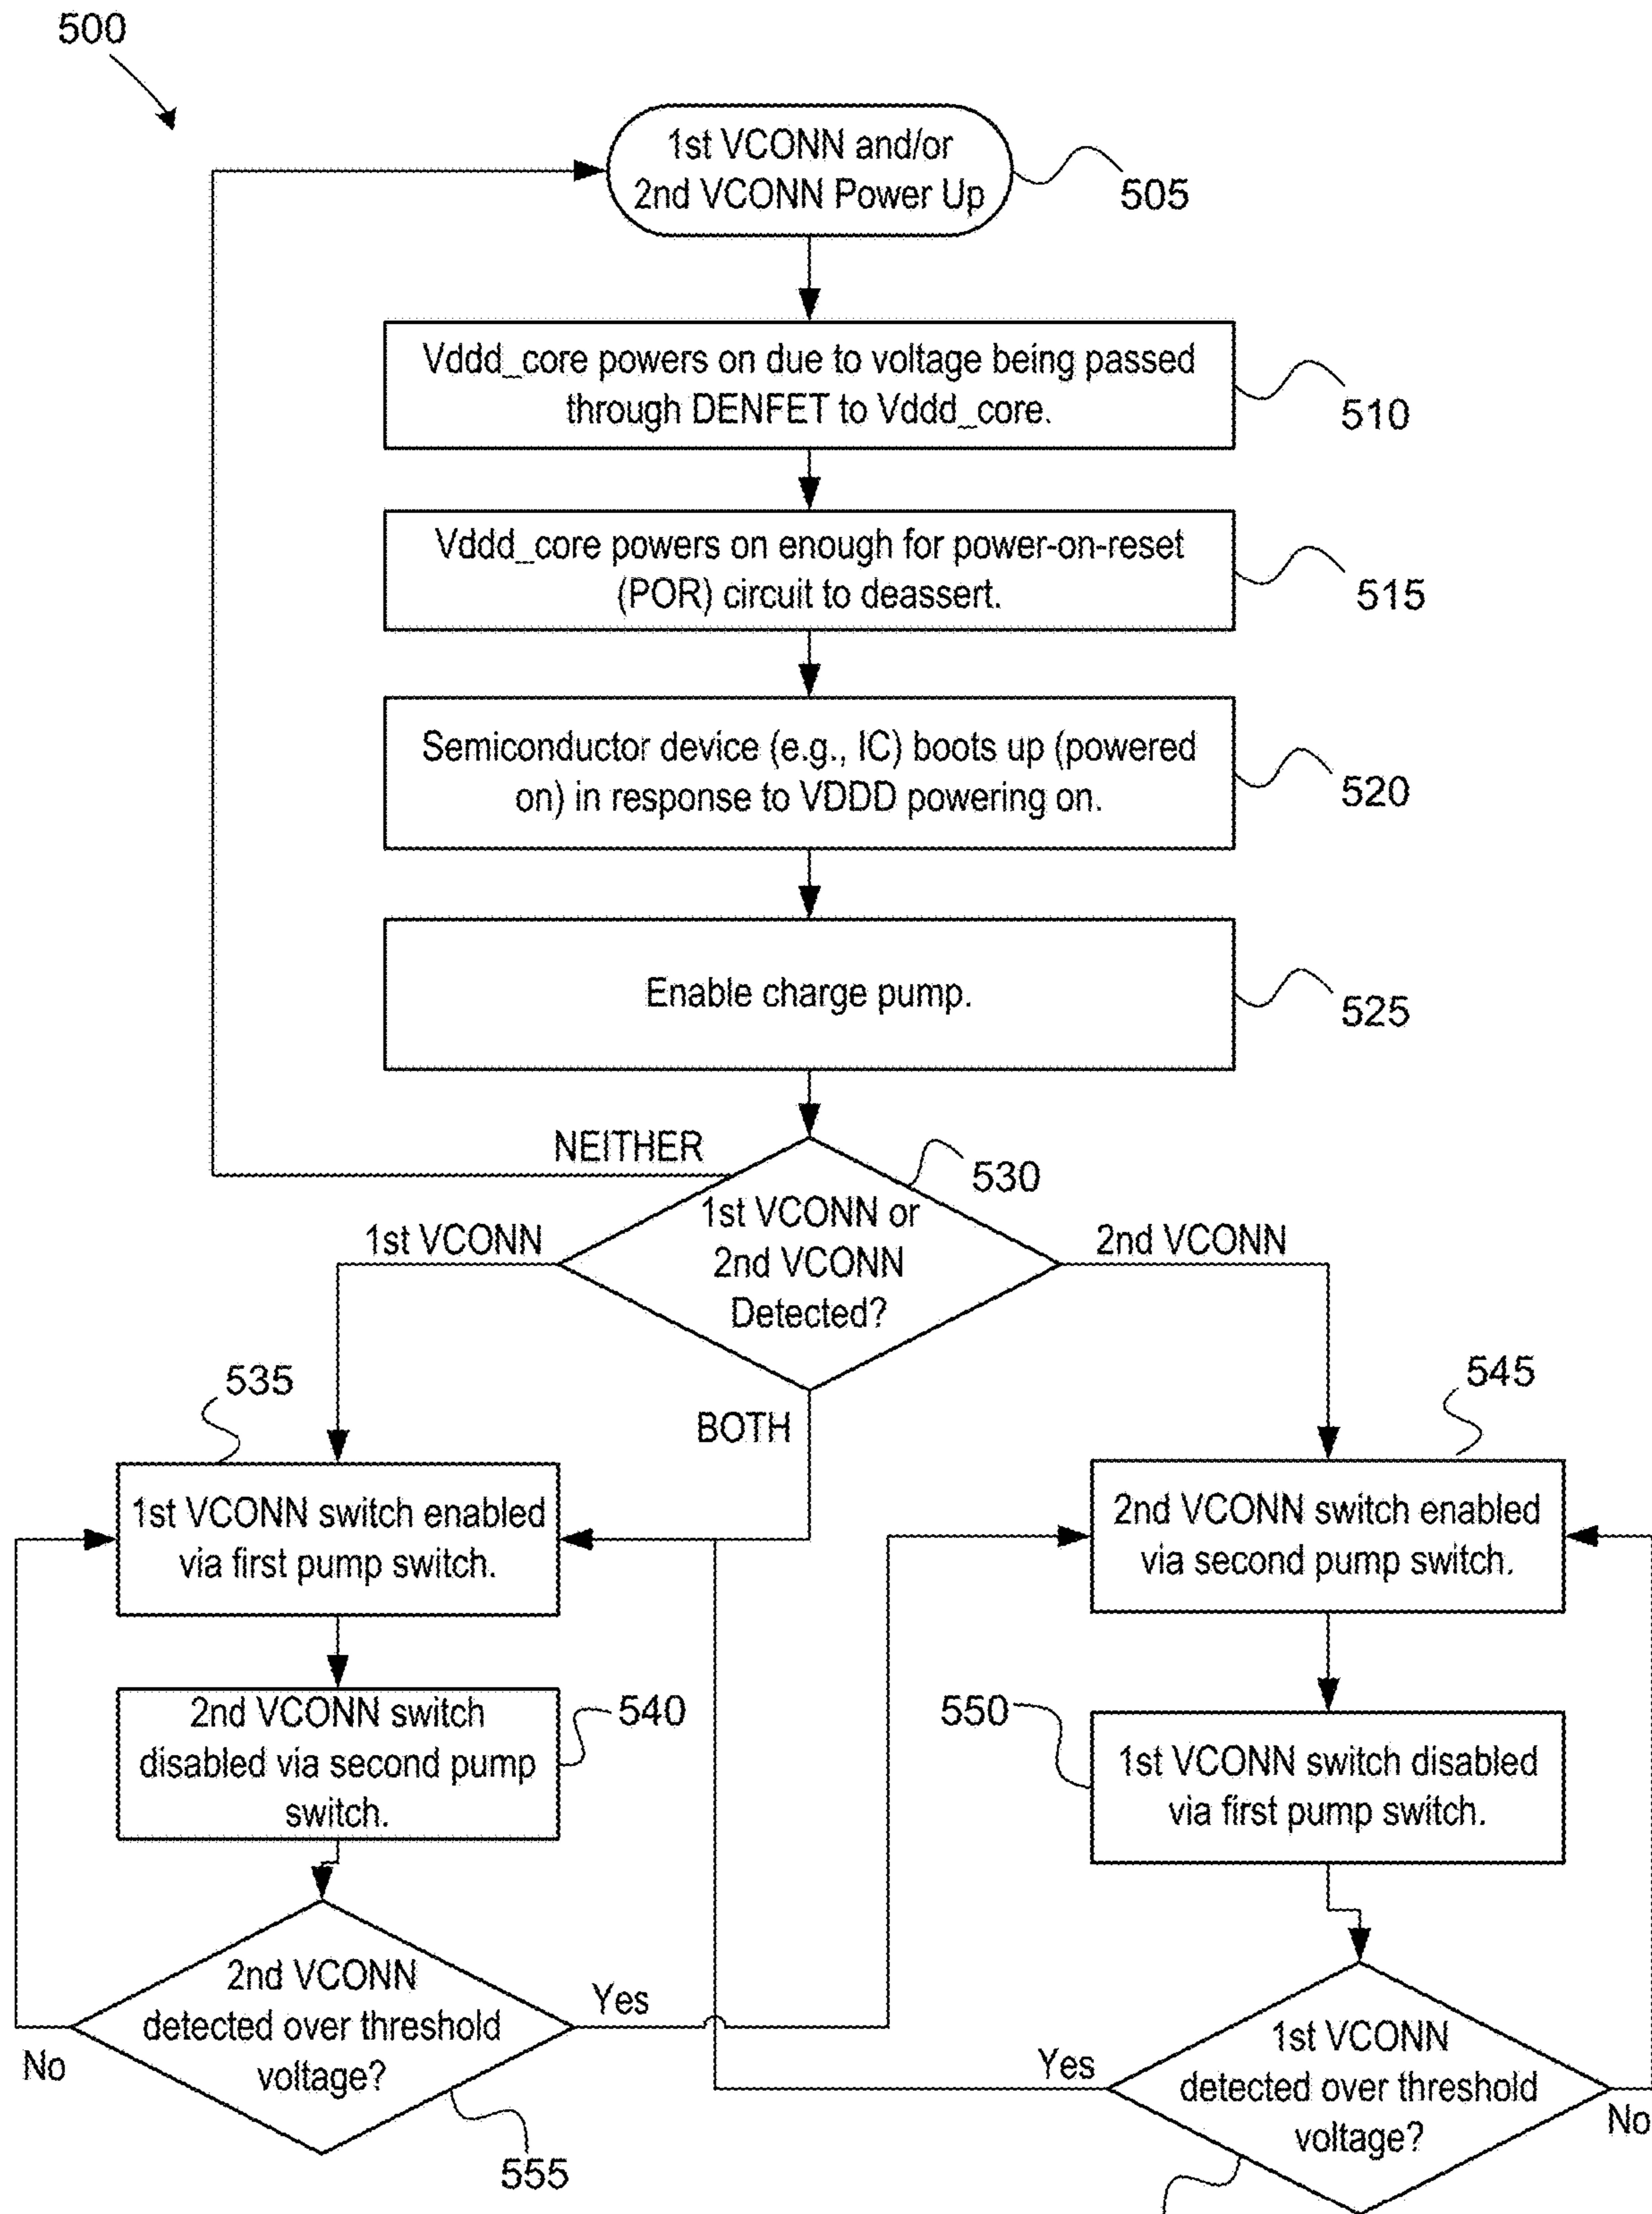 500
1st VCONN and/or
2nd VCONN Power Up
505
Vddd_core powers on due to voltage being passed
through DENFET to Vddd_core.
510
Vddd_core powers on enough for power-on-reset
(POR) circuit to deassert.
515
Semiconductor device (e.g., IC) boots up (powered
on) in response to VDDD powering on.
520
Enable charge pump.
525
NEITHER
530
1st VCONN or
2nd VCONN
Detected?
1st VCONN
2nd VCONN
BOTH
535
1st VCONN switch enabled
via first pump switch.
545
2nd VCONN switch enabled
via second pump switch.
2nd VCONN switch
disabled via second pump
switch.
540
550
1st VCONN switch disabled
via first pump switch.
2nd VCONN
detected over threshold
voltage?
Yes
No
555
1st VCONN
detected over threshold
voltage?
Yes
No